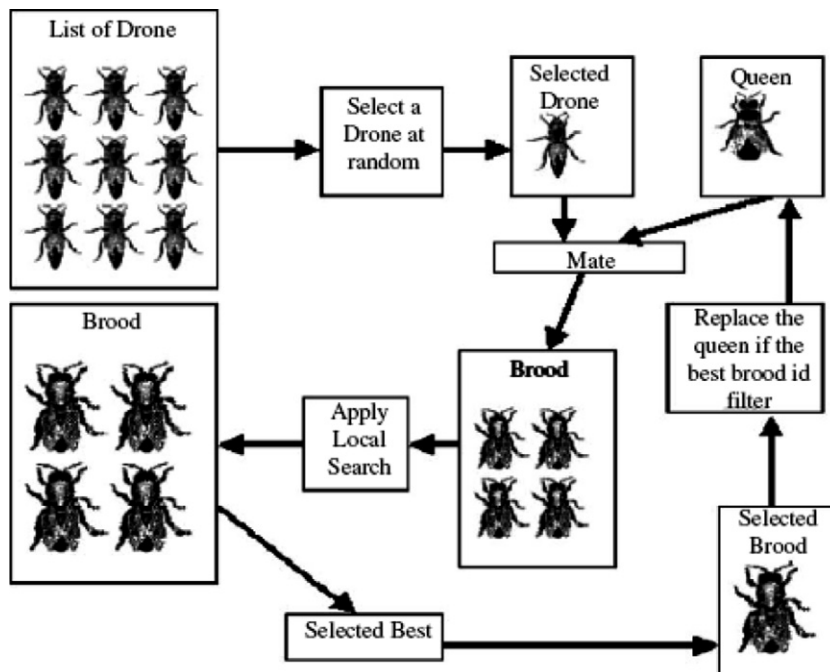 List of Drone
Select a
Drone at
random
Selected
Drone
Queen
Mate
Brood
Apply
Local
Search
Brood
Replace the
queen if the
best brood id
filter
Selected Best
Selected
Brood